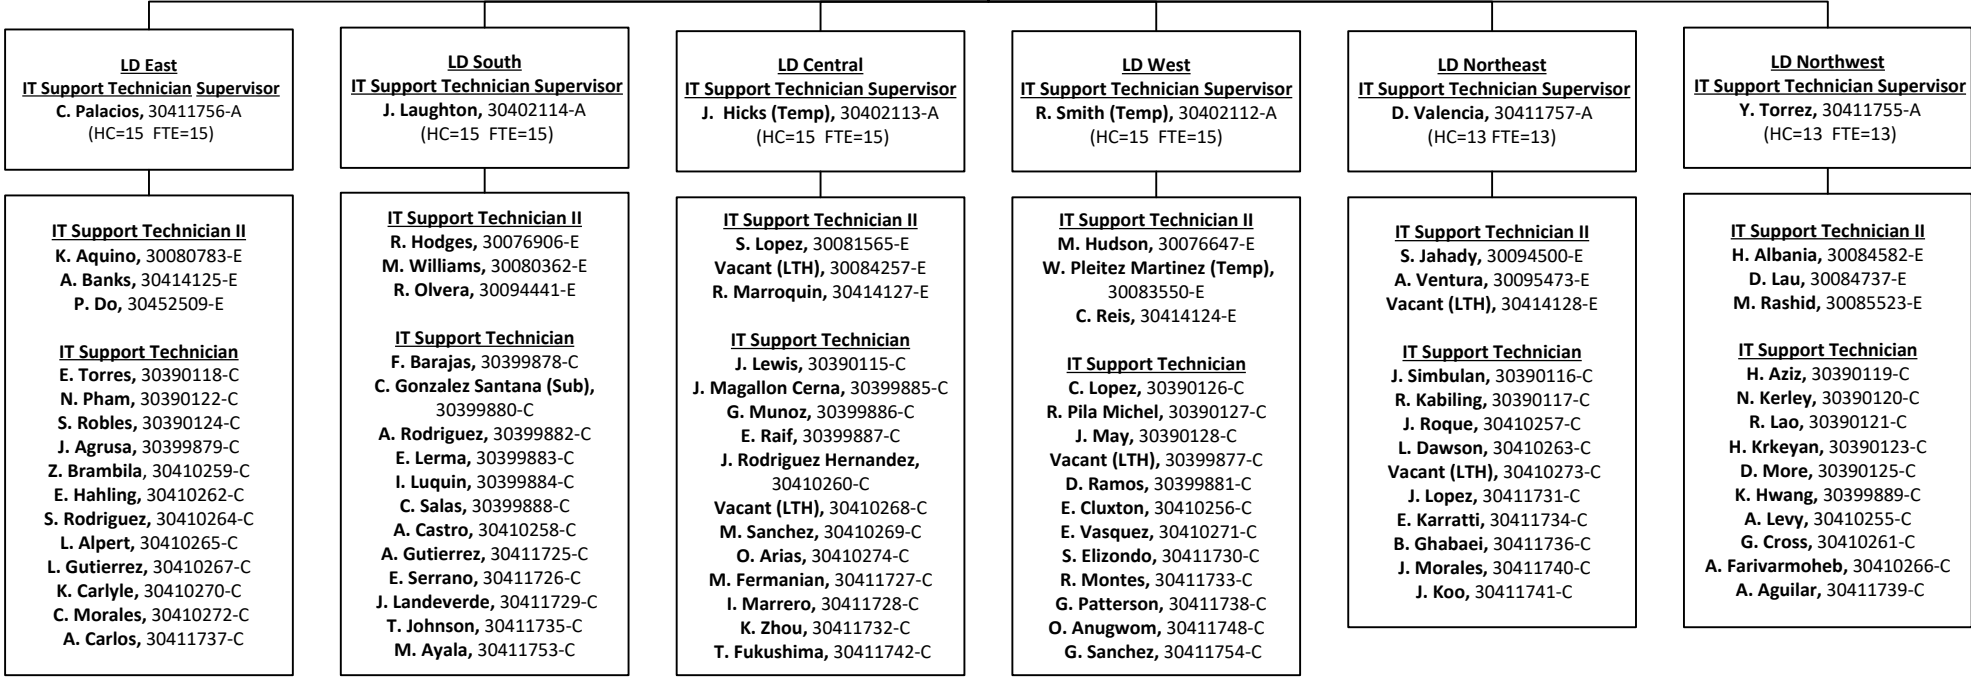 LD East
IT Support Technician Supervisor
C. Palacios, 30411756-A
(HC=15 FTE=15)
IT Support Technician II
K. Aquino, 30080783-E
A. Banks, 30414125-E
P. Do, 30452509-E
IT Support Technician
E. Torres, 30390118-C
N. Pham, 30390122-C
S. Robles, 30390124-C
J. Agrusa, 30399879-C
Z. Brambila, 30410259-C
E. Hahling, 30410262-C
S. Rodriguez, 30410264-C
L. Alpert, 30410265-C
L. Gutierrez, 30410267-C
K. Carlyle, 30410270-C
C. Morales, 30410272-C
A. Carlos, 30411737-C
LD South
IT Support Technician Supervisor
J. Laughton, 30402114-A
(HC=15 FTE=15)
IT Support Technician II
R. Hodges, 30076906-E
M. Williams, 30080362-E
R. Olvera, 30094441-E
IT Support Technician
F. Barajas, 30399878-C
C. Gonzalez Santana (Sub),
30399880-C
A. Rodriguez, 30399882-C
E. Lerma, 30399883-C
I. Luquin, 30399884-C
C. Salas, 30399888-C
A. Castro, 30410258-C
A. Gutierrez, 30411725-C
E. Serrano, 30411726-C
J. Landeverde, 30411729-C
T. Johnson, 30411735-C
M. Ayala, 30411753-C
LD Central
IT Support Technician Supervisor
J. Hicks (Temp), 30402113-A
(HC=15 FTE=15)
IT Support Technician II
S. Lopez, 30081565-E
Vacant (LTH), 30084257-E
R. Marroquin, 30414127-E
IT Support Technician
J. Lewis, 30390115-C
J. Magallon Cerna, 30399885-C
G. Munoz, 30399886-C
E. Raif, 30399887-C
J. Rodriguez Hernandez,
30410260-C
Vacant (LTH), 30410268-C
M. Sanchez, 30410269-C
O. Arias, 30410274-C
M. Fermanian, 30411727-C
I. Marrero, 30411728-C
K. Zhou, 30411732-C
T. Fukushima, 30411742-C
LD West
IT Support Technician Supervisor
R. Smith (Temp), 30402112-A
(HC=15 FTE=15)
IT Support Technician II
M. Hudson, 30076647-E
W. Pleitez Martinez (Temp),
30083550-E
C. Reis, 30414124-E
IT Support Technician
C. Lopez, 30390126-C
R. Pila Michel, 30390127-C
J. May, 30390128-C
Vacant (LTH), 30399877-C
D. Ramos, 30399881-C
E. Cluxton, 30410256-C
E. Vasquez, 30410271-C
S. Elizondo, 30411730-C
R. Montes, 30411733-C
G. Patterson, 30411738-C
O. Anugwom, 30411748-C
G. Sanchez, 30411754-C
LD Northeast
IT Support Technician Supervisor
D. Valencia, 30411757-A
(HC=13 FTE=13)
IT Support Technician II
S. Jahady, 30094500-E
A. Ventura, 30095473-E
Vacant (LTH), 30414128-E
IT Support Technician
J. Simbulan, 30390116-C
R. Kabiling, 30390117-C
J. Roque, 30410257-C
L. Dawson, 30410263-C
Vacant (LTH), 30410273-C
J. Lopez, 30411731-C
E. Karratti, 30411734-C
B. Ghabaei, 30411736-C
J. Morales, 30411740-C
J. Koo, 30411741-C
LD Northwest
IT Support Technician Supervisor
Y. Torrez, 30411755-A
(HC=13 FTE=13)
IT Support Technician II
H. Albania, 30084582-E
D. Lau, 30084737-E
M. Rashid, 30085523-E
IT Support Technician
H. Aziz, 30390119-C
N. Kerley, 30390120-C
R. Lao, 30390121-C
H. Krkeyan, 30390123-C
D. More, 30390125-C
K. Hwang, 30399889-C
A. Levy, 30410255-C
G. Cross, 30410261-C
A. Farivarmoheb, 30410266-C
A. Aguilar, 30411739-C